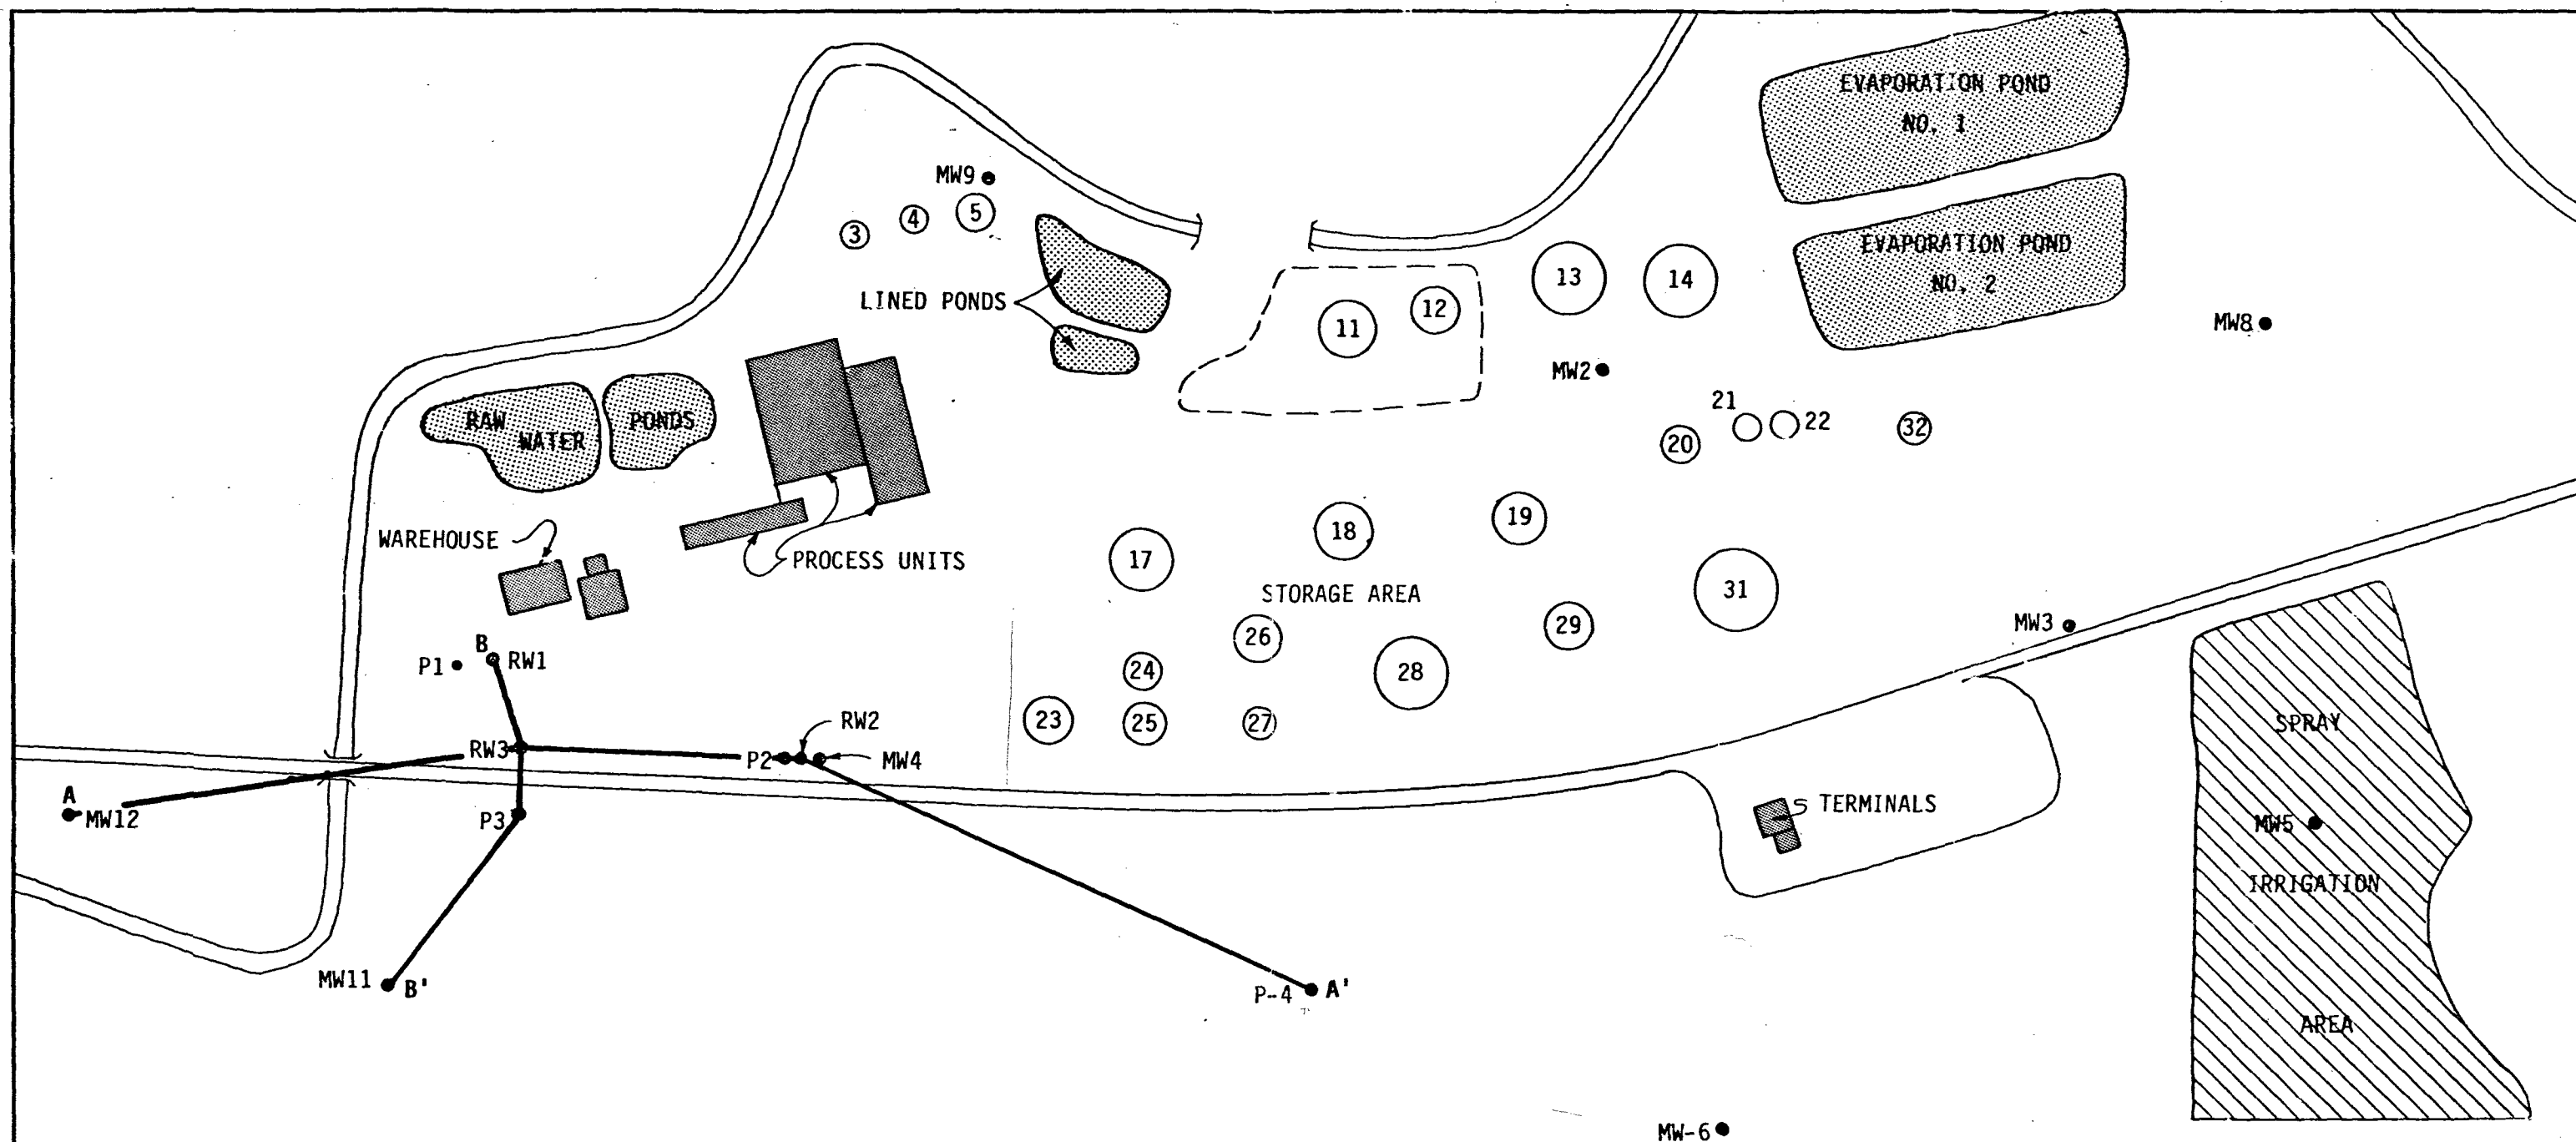 EVAPORATION POND
NO. 1
MW9
5
4
3
EVAPORATION POND
NO. 2
LINED PONDS
13
14
12
11
MW8
MW2
21
22
20
32
RAW
WATER
PONDS
19
18
WAREHOUSE
17
PROCESS UNITS
31
STORAGE AREA
MW3
29
26
B
RW1
P1
24
28
23
25
27
RW2
SPRAY
RW3
P2
MW4
A
MW12
TERMINALS
P3
MW5
IRRIGATION
MW11
B'
P-4
A'
AREA
MW-6